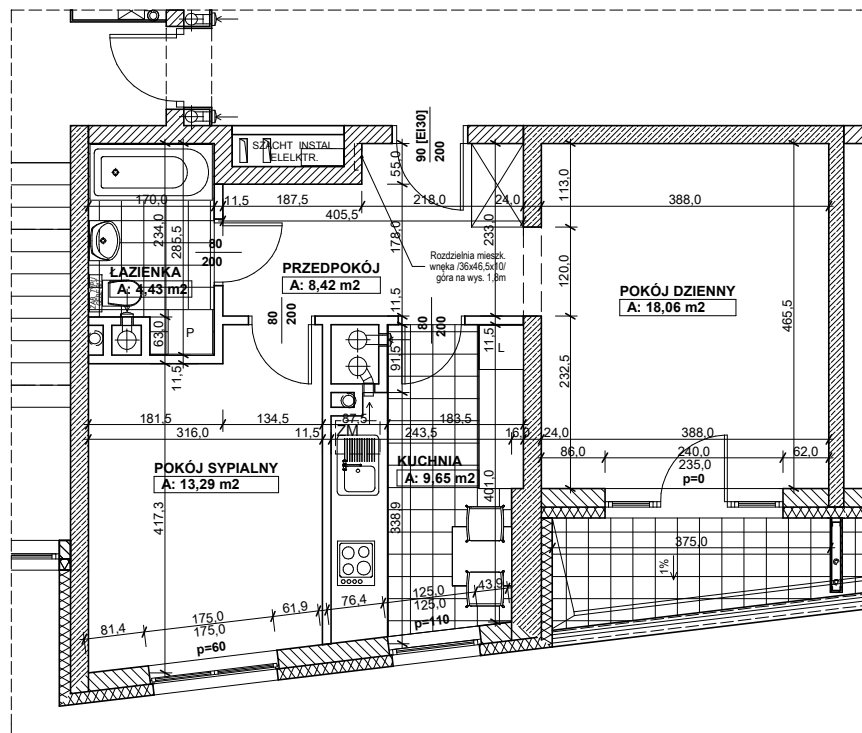 SZACHT INSTAL.
ELELKTR.
90 [EI30]
200
55,0
170,0
11,5
187,5
218,0
24,0
405,5
113,0
388,0
234,0
285,5
178,0
233,0
120,0
465,5
80
200
ŁAZIENKA
A: 4,43 m2
PRZEDPOKÓJ
A: 8,42 m2
Rozdzielnia mieszk.
wnęka /36x46,5x10/
góra na wys. 1,8m
POKÓJ DZIENNY
A: 18,06 m2
63,0
P
11,5
80
200
11,5
80
200
91,5
11,5
L
232,5
181,5
134,5
87,5
183,5
316,0
11,5
ZM
243,5
16,0
24,0
388,0
86,0
240,0
62,0
235,0
p=0
POKÓJ SYPIALNY
A: 13,29 m2
KUCHNIA
A: 9,65 m2
417,3
338,9
401,0
375,0
1%
81,4
175,0
175,0
61,9
p=60
76,4
125,0
125,0
43,9
p=110